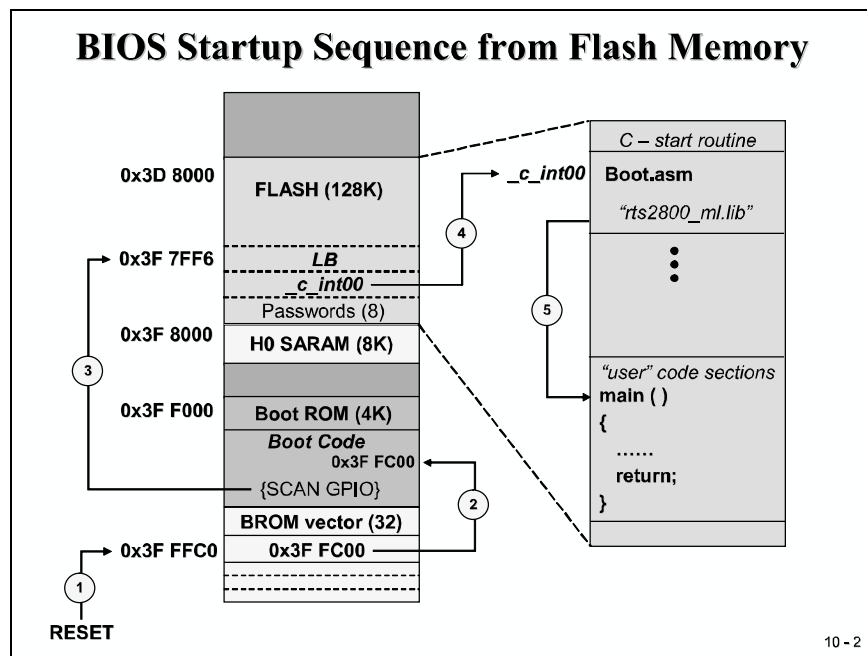 BIOS Startup Sequence from Flash Memory
0x3D 8000
FLASH (128K)
0x3F 7FF6
LB
_c_int00
Passwords (8)
0x3F 8000
H0 SARAM (8K)
3
0x3F F000
Boot ROM (4K)
Boot Code
0x3F FC00
{SCAN GPIO}
2
BROM vector (32)
0x3F FFC0
0x3F FC00
1
RESET
4
_c_int00
C – start routine
Boot.asm
“rts2800_ml.lib”
5
“user” code sections
main ( )
{
……
return;
}
10 - 2